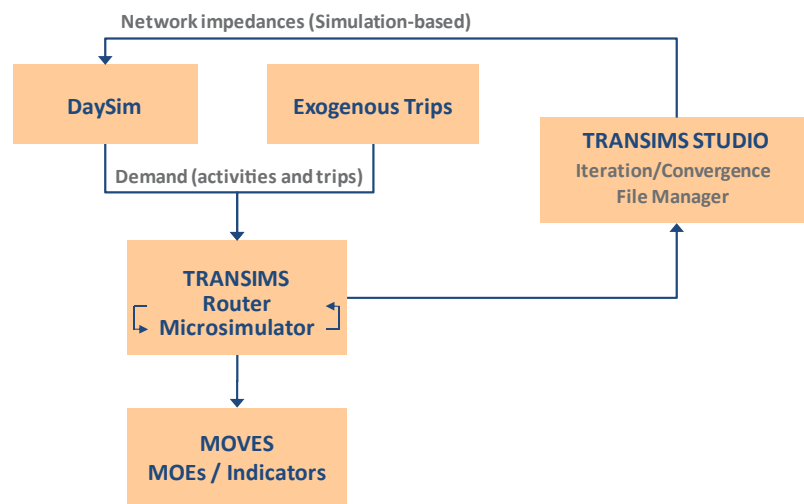 Network impedances (Simulation-based)
DaySim
Exogenous Trips
TRANSIMS STUDIO
Iteration/Convergence
File Manager
Demand (activities and trips)
TRANSIMS
Router
Microsimulator
MOVES
MOEs / Indicators